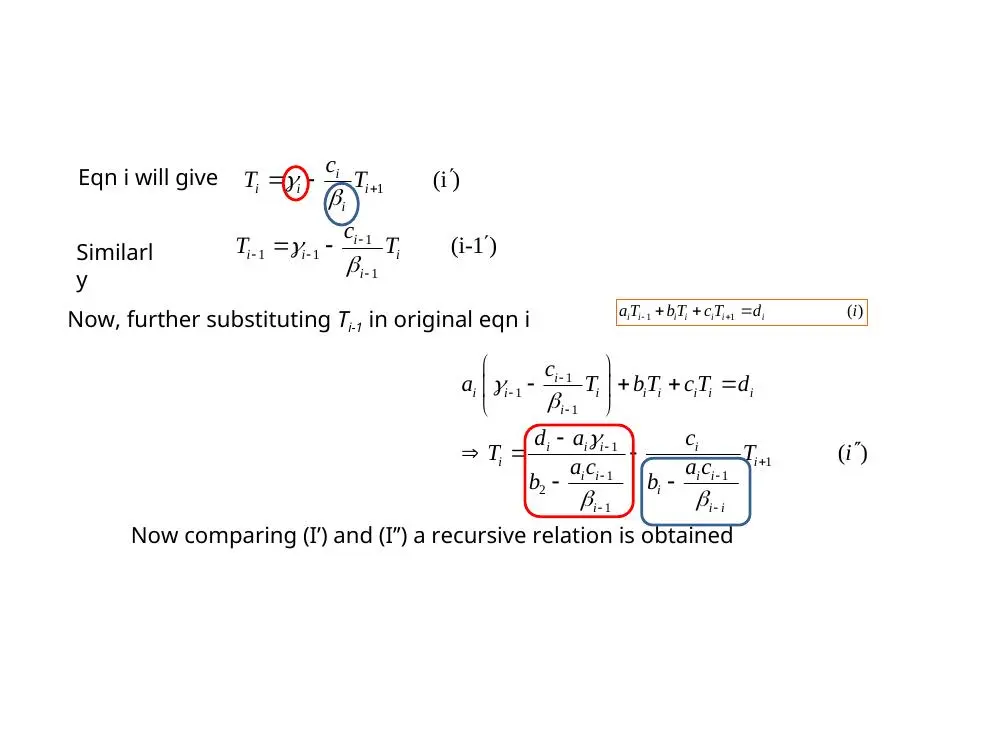 Eqn i will give T_i = γ_i - (c_i / β_i) T_{i+1} (i′)
Similarl
y
T_{i-1} = γ_{i-1} - (c_{i-1} / β_{i-1}) T_i (i-1′)
Now, further substituting T_{i-1} in original eqn i
a_i T_{i-1} + b_i T_i + c_i T_{i+1} = d_i (i)
a_i ( γ_{i-1} - (c_{i-1} / β_{i-1}) T_i ) + b_i T_i + c_i T_i = d_i
⇒ T_i = (d_i - a_i γ_{i-1}) / (b_2 - a_i c_{i-1} / β_{i-1}) - c_i / (b_i - a_i c_{i-1} / β_{i-i}) T_{i+1} (i″)
Now comparing (I’) and (I”) a recursive relation is obtained